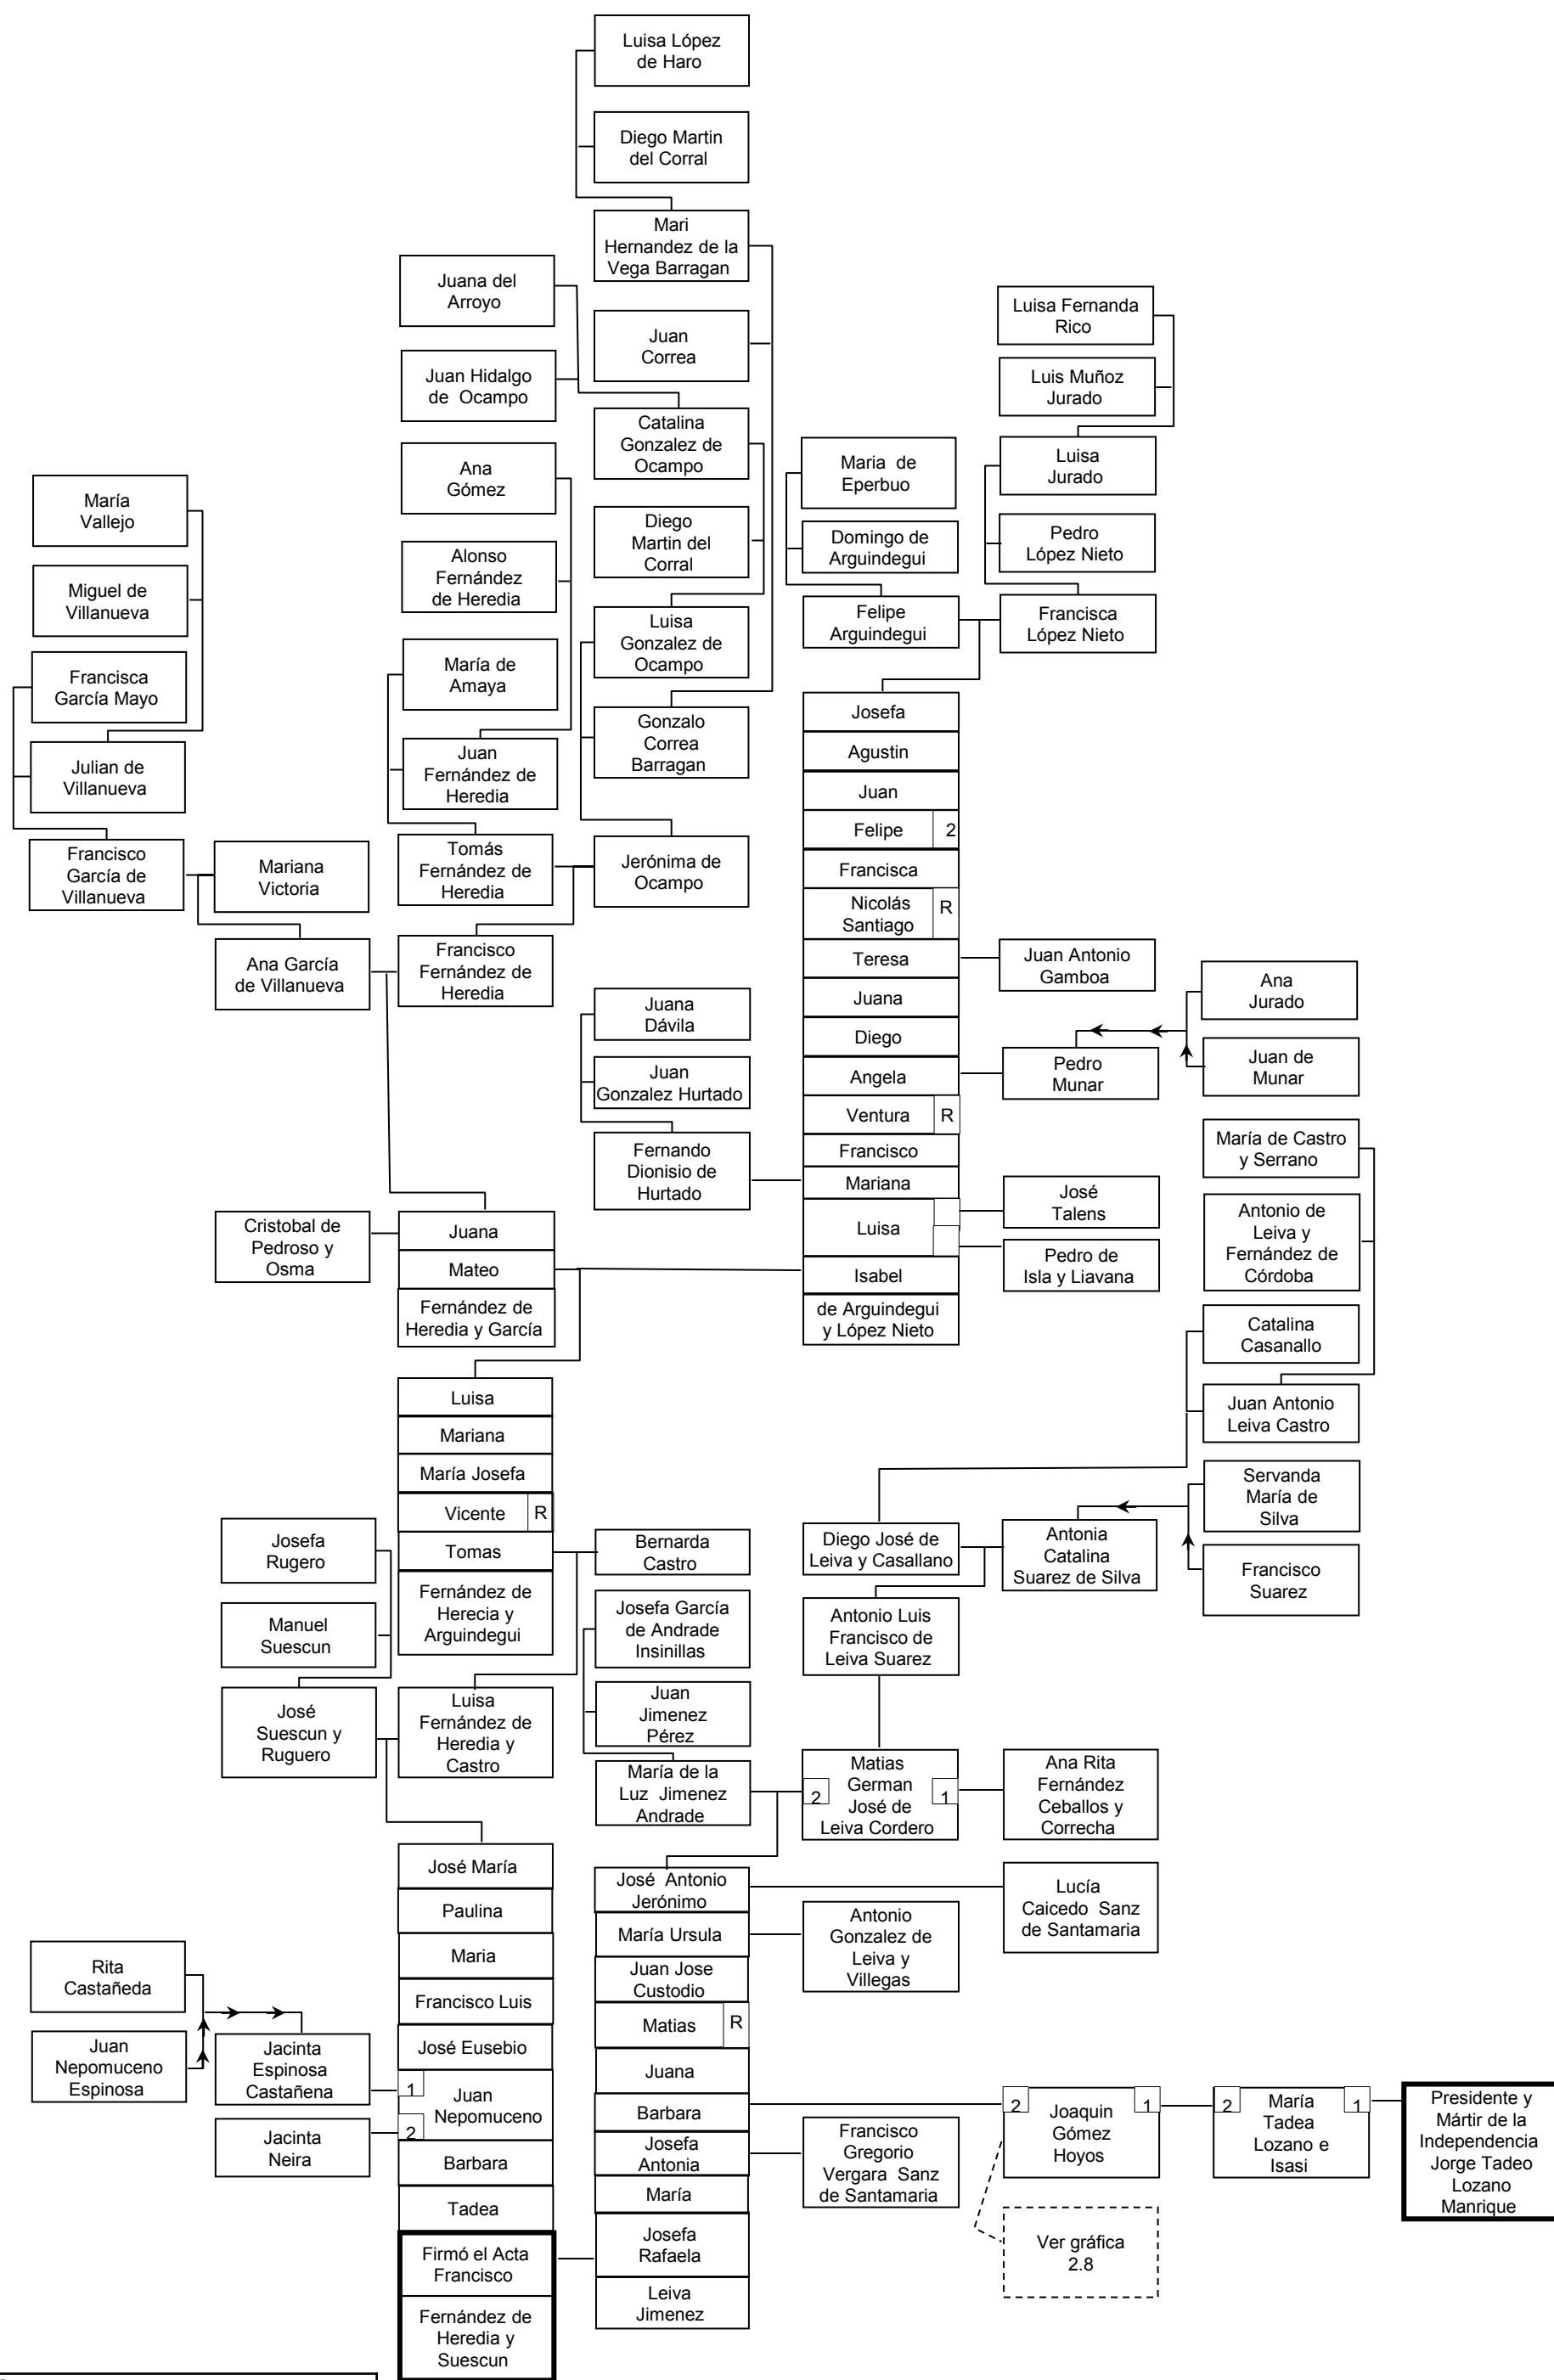 Luisa López
de Haro
Diego Martin
del Corral
Mari
Hernandez de la
Vega Barragan
Juana del
Arroyo
Juan
Correa
Luisa Fernanda
Rico
Juan Hidalgo
de Ocampo
Luis Muñoz
Jurado
Catalina
Gonzalez de
Ocampo
Ana
Gómez
Maria de
Eperbuo
Luisa
Jurado
María
Vallejo
Diego
Martin del
Corral
Domingo de
Arguindegui
Pedro
López Nieto
Alonso
Fernández
de Heredia
Miguel de
Villanueva
Luisa
Gonzalez de
Ocampo
Felipe
Arguindegui
Francisca
López Nieto
María de
Amaya
Francisca
García Mayo
Gonzalo
Correa
Barragan
Juan
Fernández de
Heredia
Julian de
Villanueva
Josefa
Agustin
Juan
Felipe
2
Francisca
Nicolás
Santiago
R
Teresa
Juana
Diego
Angela
Ventura
R
Francisco
Mariana
Luisa
Isabel
de Arguindegui
y López Nieto
Francisco
García de
Villanueva
Mariana
Victoria
Tomás
Fernández de
Heredia
Jerónima de
Ocampo
Ana García
de Villanueva
Francisco
Fernández de
Heredia
Juan Antonio
Gamboa
Ana
Jurado
Juana
Dávila
Juan
Gonzalez Hurtado
Pedro
Munar
Juan de
Munar
Fernando
Dionisio de
Hurtado
María de Castro
y Serrano
José
Talens
Antonio de
Leiva y
Fernández de
Córdoba
Pedro de
Isla y Liavana
Cristobal de
Pedroso y
Osma
Juana
Mateo
Fernández de
Heredia y García
Catalina
Casanallo
Juan Antonio
Leiva Castro
Luisa
Mariana
María Josefa
Vicente
R
Tomas
Fernández de
Herecia y
Arguindegui
Servanda
María de
Silva
Josefa
Rugero
Bernarda
Castro
Diego José de
Leiva y Casallano
Antonia
Catalina
Suarez de Silva
Francisco
Suarez
Manuel
Suescun
Josefa García
de Andrade
Insinillas
Antonio Luis
Francisco de
Leiva Suarez
José
Suescun y
Ruguero
Luisa
Fernández de
Heredia y
Castro
Juan
Jimenez
Pérez
María de la
Luz Jimenez
Andrade
2
Matias
German
José de
Leiva Cordero
1
Ana Rita
Fernández
Ceballos y
Correcha
José María
Paulina
Maria
Francisco Luis
José Eusebio
1
Juan
Nepomuceno
2
Barbara
Tadea
Firmó el Acta
Francisco
Fernández de
Heredia y
Suescun
José Antonio
Jerónimo
María Ursula
Juan Jose
Custodio
Matias
R
Juana
Barbara
Josefa
Antonia
María
Josefa
Rafaela
Leiva
Jimenez
Lucía
Caicedo Sanz
de Santamaria
Antonio
Gonzalez de
Leiva y
Villegas
Rita
Castañeda
Juan
Nepomuceno
Espinosa
Jacinta
Espinosa
Castañena
Jacinta
Neira
Francisco
Gregorio
Vergara Sanz
de Santamaria
2
Joaquin
Gómez
Hoyos
1
2
María
Tadea
Lozano e
Isasi
1
Presidente y
Mártir de la
Independencia
Jorge Tadeo
Lozano
Manrique
Ver gráfica
2.8